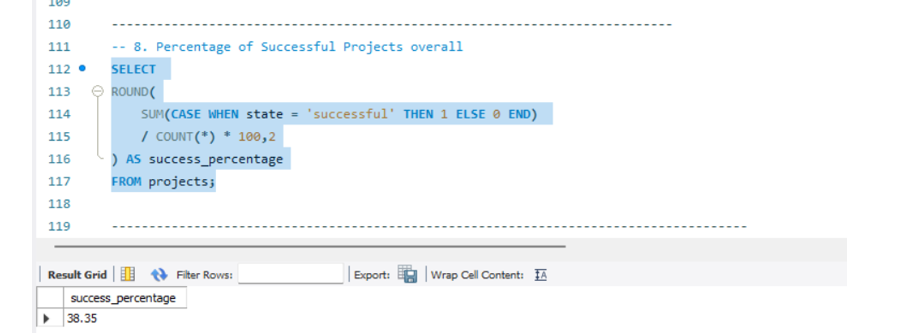 109
110 ------------------------------------------------------------------------
111 -- 8. Percentage of Successful Projects overall
112 SELECT
113 ROUND(
114 SUM(CASE WHEN state = 'successful' THEN 1 ELSE 0 END)
115 / COUNT(*) * 100,2
116 ) AS success_percentage
117 FROM projects;
118
119 ----------------------------------------------------------------------------------
Result Grid Filter Rows: Export: Wrap Cell Content:
success_percentage
38.35